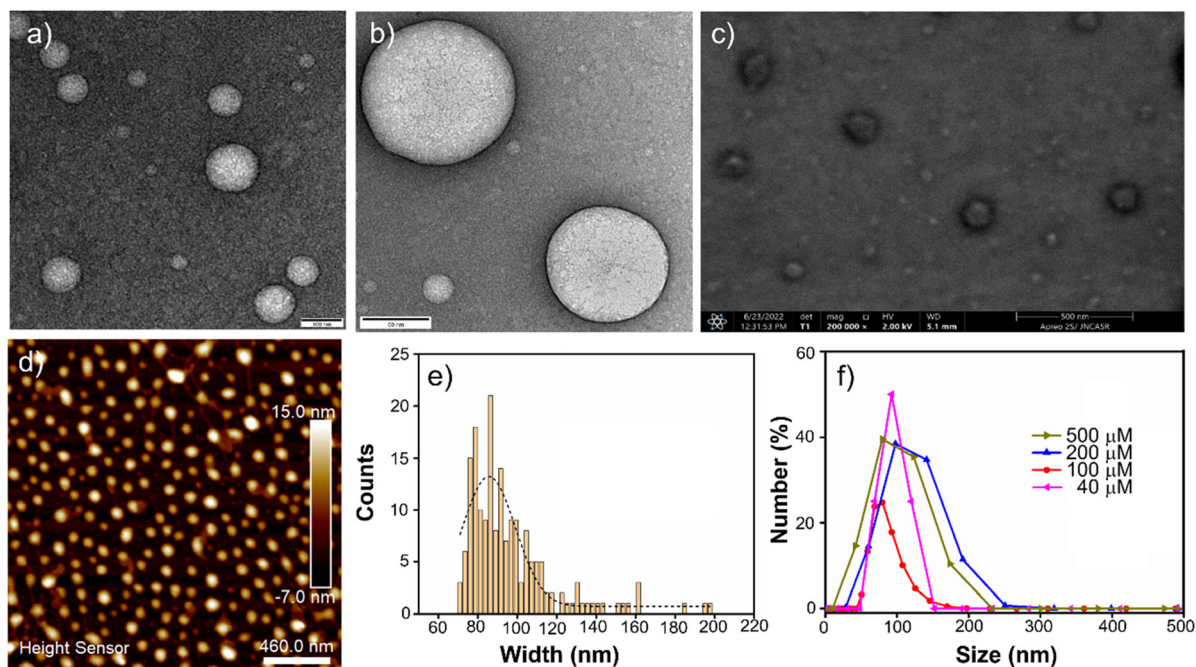 a)
500 nm
b)
c)
6/23/2022 det mag HV WD
12:31:53 PM T1 200 000 × 2.00 kV 5.1 mm
500 nm
Apreo 2S/ JNCASR
d)
15.0 nm
-7.0 nm
Height Sensor
460.0 nm
e)
25
20
15
10
5
0
Counts
60 80 100 120 140 160 180 200 220
Width (nm)
f)
60
40
20
0
Number (%)
500 μM
200 μM
100 μM
40 μM
0 100 200 300 400 500
Size (nm)